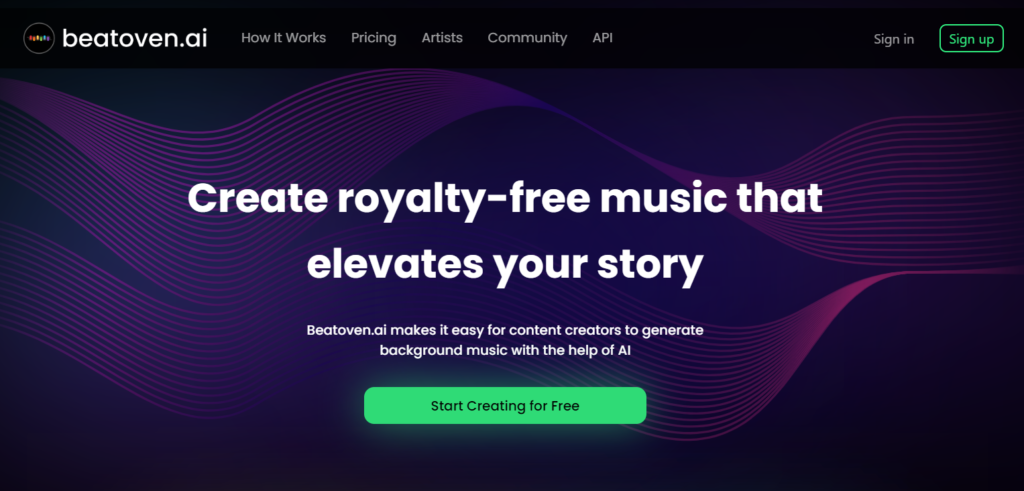 beatoven.ai How It Works Pricing Artists Community API Sign in Sign up
Create royalty-free music that
elevates your story
Beatoven.ai makes it easy for content creators to generate
background music with the help of AI
Start Creating for Free